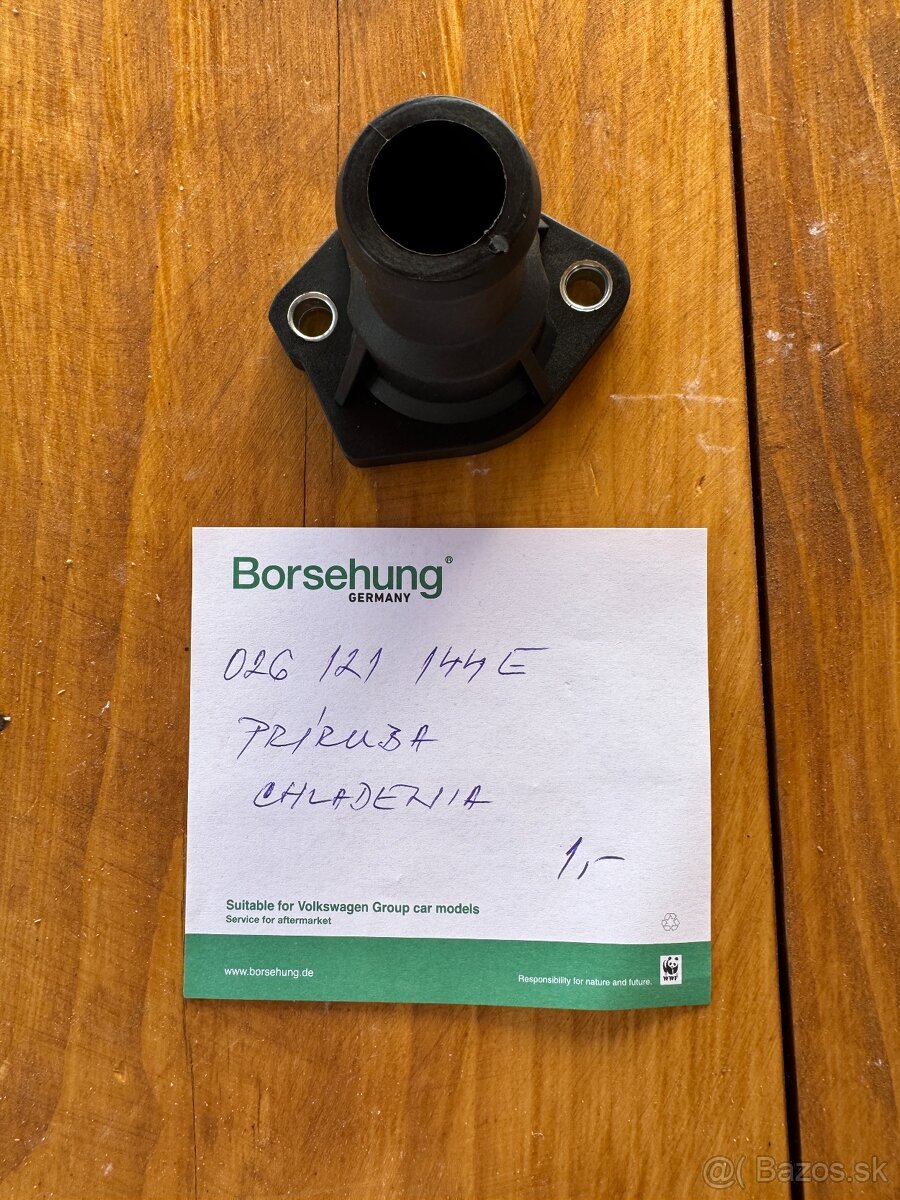 Borsehung®
GERMANY
026 121 144 E
PRÍRUBA
CHLADENIA
1,-
Suitable for Volkswagen Group car models
Service for aftermarket
www.borsehung.de
Responsibility for nature and future.
WWF
@( Bazos.sk